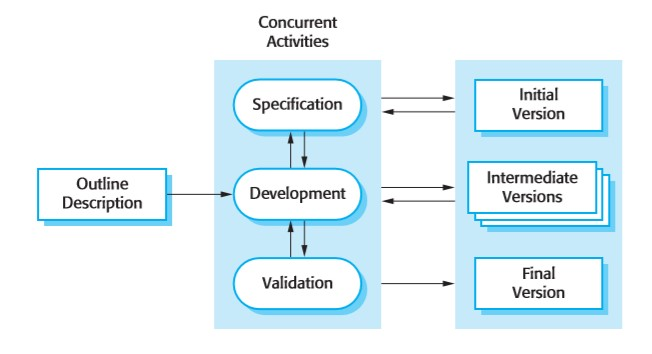 Concurrent
Activities
Specification
Initial
Version
Outline
Description
Development
Intermediate
Versions
Validation
Final
Version